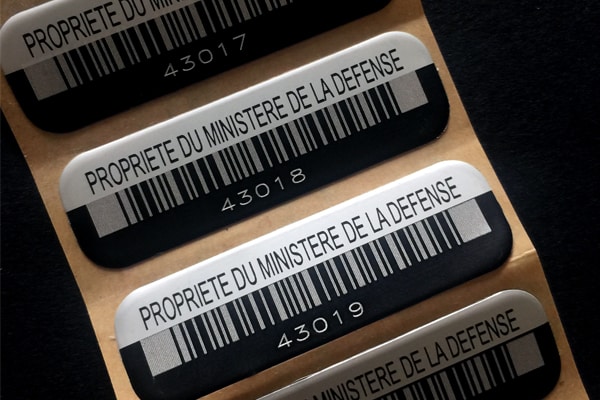 PROPRIETE DU MINISTERE DE LA DEFENSE
43017
PROPRIETE DU MINISTERE DE LA DEFENSE
43018
PROPRIETE DU MINISTERE DE LA DEFENSE
43019
MINISTERE DE LA DEFENSE